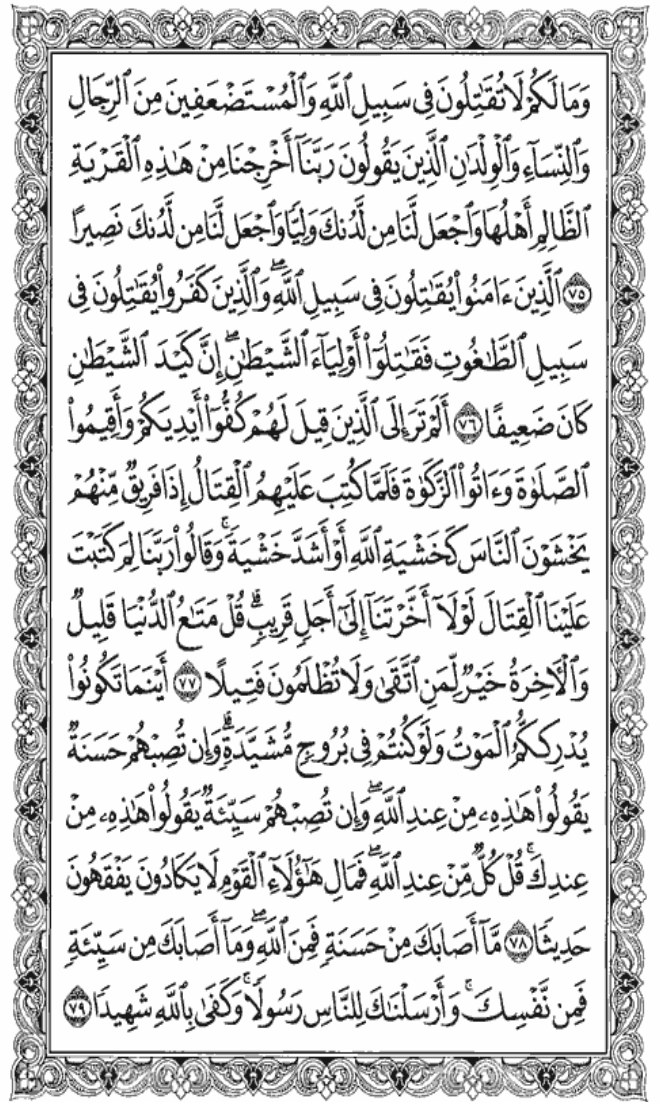 وَمَا لَكُمْ لَا تُقَٰتِلُونَ فِى سَبِيلِ ٱللَّهِ وَٱلْمُسْتَضْعَفِينَ مِنَ ٱلرِّجَالِ
وَٱلنِّسَآءِ وَٱلْوِلْدَٰنِ ٱلَّذِينَ يَقُولُونَ رَبَّنَآ أَخْرِجْنَا مِنْ هَٰذِهِ ٱلْقَرْيَةِ
ٱلظَّالِمِ أَهْلُهَا وَٱجْعَل لَّنَا مِن لَّدُنكَ وَلِيًّا وَٱجْعَل لَّنَا مِن لَّدُنكَ نَصِيرًا
٧٥ ٱلَّذِينَ ءَامَنُوا۟ يُقَٰتِلُونَ فِى سَبِيلِ ٱللَّهِۖ وَٱلَّذِينَ كَفَرُوا۟ يُقَٰتِلُونَ فِى
سَبِيلِ ٱلطَّٰغُوتِ فَقَٰتِلُوٓا۟ أَوْلِيَآءَ ٱلشَّيْطَٰنِۖ إِنَّ كَيْدَ ٱلشَّيْطَٰنِ
كَانَ ضَعِيفًا ٧٦ أَلَمْ تَرَ إِلَى ٱلَّذِينَ قِيلَ لَهُمْ كُفُّوٓا۟ أَيْدِيَكُمْ وَأَقِيمُوا۟
ٱلصَّلَوٰةَ وَءَاتُوا۟ ٱلزَّكَوٰةَ فَلَمَّا كُتِبَ عَلَيْهِمُ ٱلْقِتَالُ إِذَا فَرِيقٌ مِّنْهُمْ
يَخْشَوْنَ ٱلنَّاسَ كَخَشْيَةِ ٱللَّهِ أَوْ أَشَدَّ خَشْيَةًۚ وَقَالُوا۟ رَبَّنَا لِمَ كَتَبْتَ
عَلَيْنَا ٱلْقِتَالَ لَوْلَآ أَخَّرْتَنَآ إِلَىٰٓ أَجَلٍ قَرِيبٍۗ قُلْ مَتَٰعُ ٱلدُّنْيَا قَلِيلٌ
وَٱلْءَاخِرَةُ خَيْرٌ لِّمَنِ ٱتَّقَىٰ وَلَا تُظْلَمُونَ فَتِيلًا ٧٧ أَيْنَمَا تَكُونُوا۟
يُدْرِككُّمُ ٱلْمَوْتُ وَلَوْ كُنتُمْ فِى بُرُوجٍ مُّشَيَّدَةٍۗ وَإِن تُصِبْهُمْ حَسَنَةٌ
يَقُولُوا۟ هَٰذِهِۦ مِنْ عِندِ ٱللَّهِۖ وَإِن تُصِبْهُمْ سَيِّئَةٌ يَقُولُوا۟ هَٰذِهِۦ مِنْ
عِندِكَۚ قُلْ كُلٌّ مِّنْ عِندِ ٱللَّهِۖ فَمَالِ هَٰٓؤُلَآءِ ٱلْقَوْمِ لَا يَكَادُونَ يَفْقَهُونَ
حَدِيثًا ٧٨ مَّآ أَصَابَكَ مِنْ حَسَنَةٍ فَمِنَ ٱللَّهِۖ وَمَآ أَصَابَكَ مِن سَيِّئَةٍ
فَمِن نَّفْسِكَۚ وَأَرْسَلْنَٰكَ لِلنَّاسِ رَسُولًاۚ وَكَفَىٰ بِٱللَّهِ شَهِيدًا ٧٩